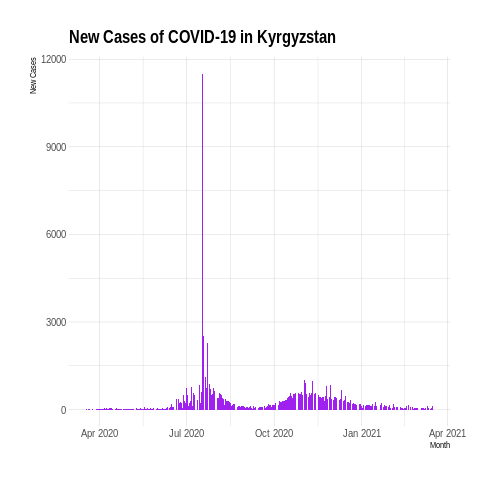 New Cases of COVID-19 in Kyrgyzstan
New Cases
12000
9000
6000
3000
0
Apr 2020
Jul 2020
Oct 2020
Jan 2021
Apr 2021
Month